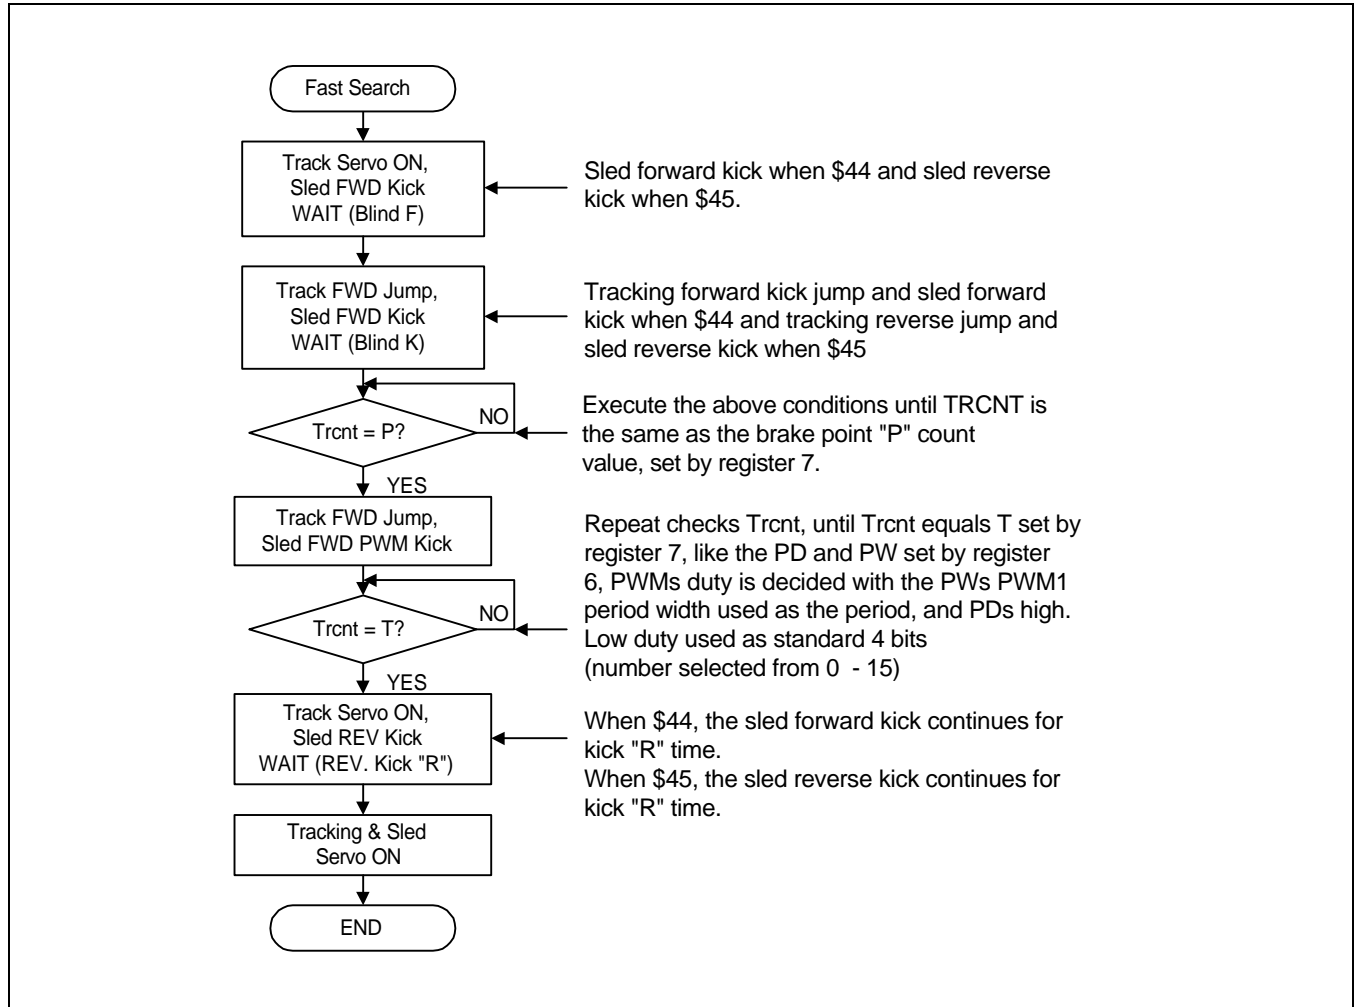 Fast Search
Track Servo ON,
Sled FWD Kick
WAIT (Blind F)
Sled forward kick when $44 and sled reverse
kick when $45.
Track FWD Jump,
Sled FWD Kick
WAIT (Blind K)
Tracking forward kick jump and sled forward
kick when $44 and tracking reverse jump and
sled reverse kick when $45
Trcnt = P?
NO
Execute the above conditions until TRCNT is
the same as the brake point "P" count
value, set by register 7.
YES
Track FWD Jump,
Sled FWD PWM Kick
Repeat checks Trcnt, until Trcnt equals T set by
register 7, like the PD and PW set by register
6, PWMs duty is decided with the PWs PWM1
period width used as the period, and PDs high.
Low duty used as standard 4 bits
(number selected from 0 - 15)
Trcnt = T?
NO
YES
Track Servo ON,
Sled REV Kick
WAIT (REV. Kick "R")
When $44, the sled forward kick continues for
kick "R" time.
When $45, the sled reverse kick continues for
kick "R" time.
Tracking & Sled
Servo ON
END